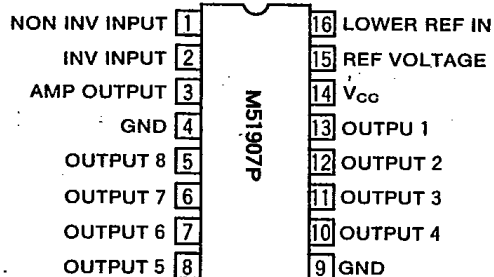 NON INV INPUT 1
INV INPUT 2
AMP OUTPUT 3
GND 4
OUTPUT 8 5
OUTPUT 7 6
OUTPUT 6 7
OUTPUT 5 8
M51907P
16 LOWER REF IN
15 REF VOLTAGE
14 VCC
13 OUTPU 1
12 OUTPUT 2
11 OUTPUT 3
10 OUTPUT 4
9 GND